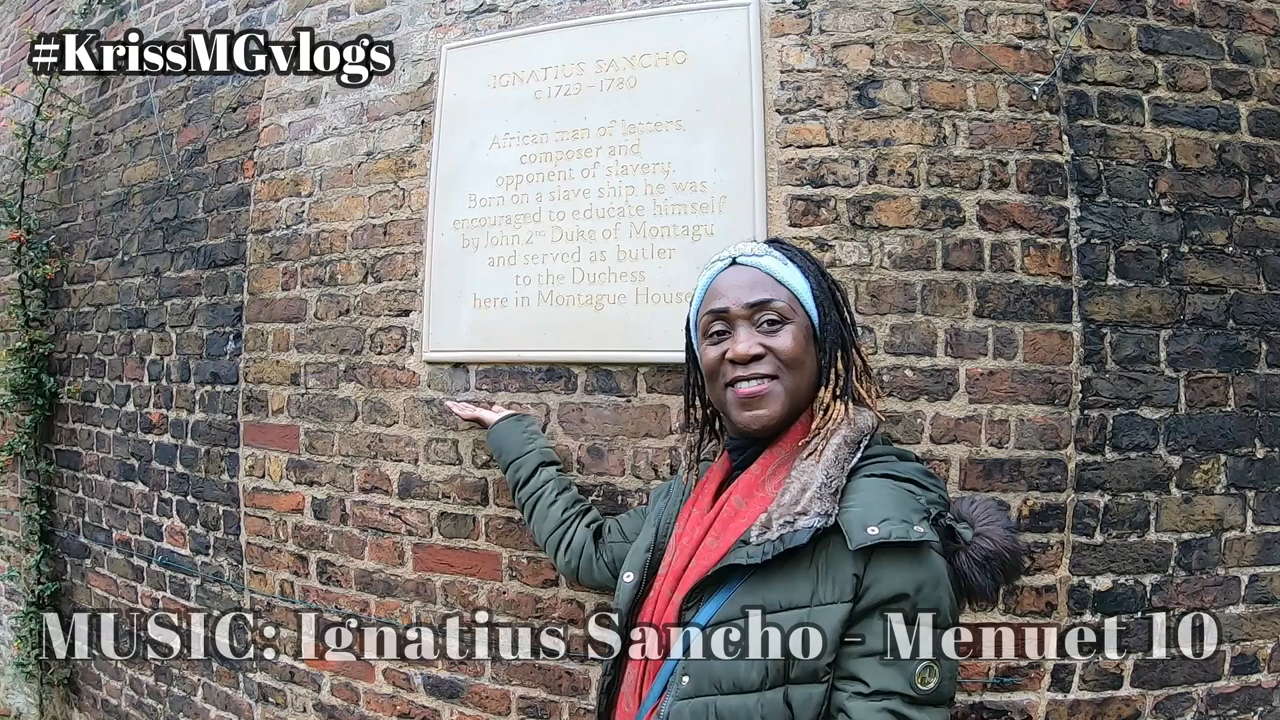 #KrissMGvlogs
IGNATIUS SANCHO
c1729–1780
African man of letters,
composer and
opponent of slavery.
Born on a slave ship he was
encouraged to educate himself
by John, 2nd Duke of Montagu
and served as butler
to the Duchess
here in Montague House
MUSIC: Ignatius Sancho - Menuet 10